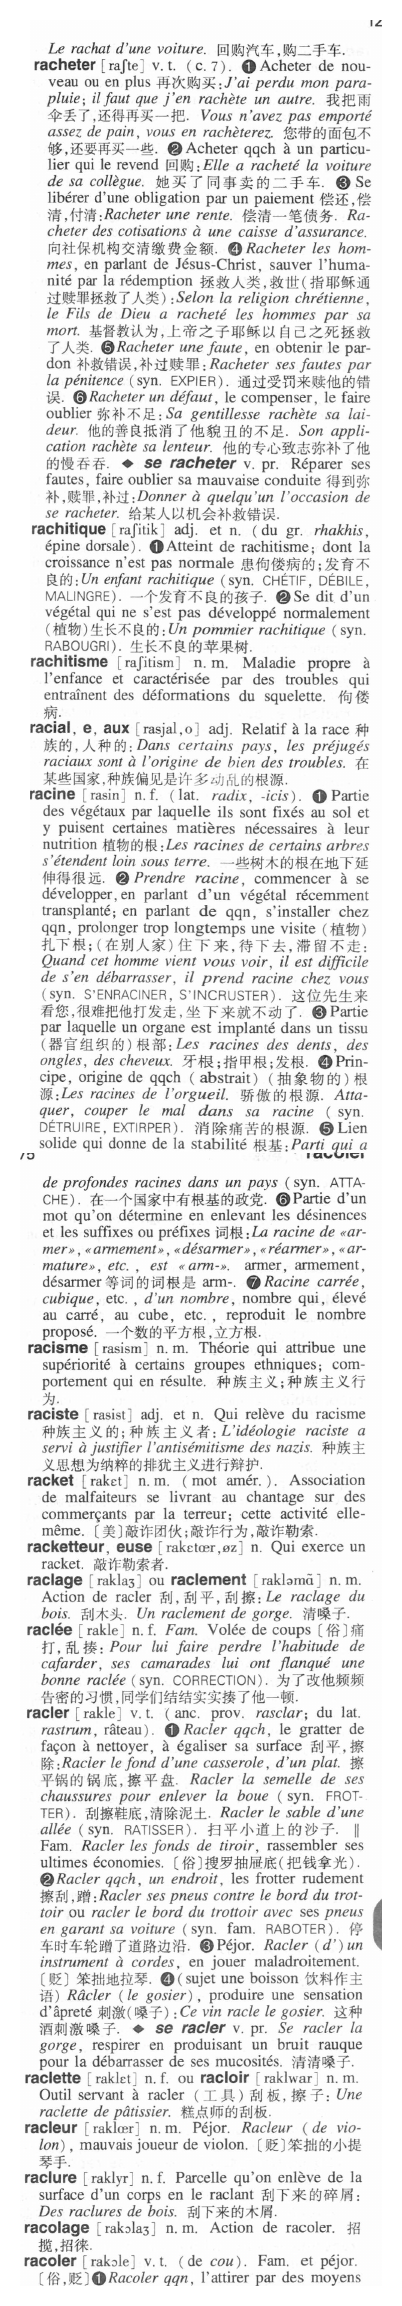 12
Le rachat d'une voiture. 回购汽车,购二手车.
racheter [raʃte] v. t. (c. 7). ❶ Acheter de nou-
veau ou en plus 再次购买:J'ai perdu mon para-
pluie; il faut que j'en rachète un autre. 我把雨
伞丢了,还得再买一把. Vous n'avez pas emporté
assez de pain, vous en rachèterez. 您带的面包不
够,还要再买一些. ❷ Acheter qqch à un particu-
lier qui le revend 回购:Elle a racheté la voiture
de sa collègue. 她买了同事卖的二手车. ❸ Se
libérer d'une obligation par un paiement 偿还,偿
清,付清:Racheter une rente. 偿清一笔债务. Ra-
cheter des cotisations à une caisse d'assurance.
向社保机构交清缴费金额. ❹ Racheter les hom-
mes, en parlant de Jésus-Christ, sauver l'huma-
nité par la rédemption 拯救人类,救世(指耶稣通
过赎罪拯救了人类):Selon la religion chrétienne,
le Fils de Dieu a racheté les hommes par sa
mort. 基督教认为,上帝之子耶稣以自己之死拯救
了人类. ❺ Racheter une faute, en obtenir le par-
don 补救错误,补过赎罪:Racheter ses fautes par
la pénitence (syn. EXPIER). 通过受罚来赎他的错
误. ❻ Racheter un défaut, le compenser, le faire
oublier 弥补不足:Sa gentillesse rachète sa lai-
deur. 他的善良抵消了他貌丑的不足. Son appli-
cation rachète sa lenteur. 他的专心致志弥补了他
的慢吞吞. ◆ se racheter v. pr. Réparer ses
fautes, faire oublier sa mauvaise conduite 得到弥
补,赎罪,补过:Donner à quelqu'un l'occasion de
se racheter. 给某人以机会补救错误.
rachitique [raʃitik] adj. et n. (du gr. rhakhis,
épine dorsale). ❶ Atteint de rachitisme; dont la
croissance n'est pas normale 患佝偻病的;发育不
良的:Un enfant rachitique (syn. CHÉTIF, DÉBILE,
MALINGRE). 一个发育不良的孩子. ❷ Se dit d'un
végétal qui ne s'est pas développé normalement
(植物)生长不良的:Un pommier rachitique (syn.
RABOUGRI). 生长不良的苹果树.
rachitisme [raʃitism] n. m. Maladie propre à
l'enfance et caractérisée par des troubles qui
entraînent des déformations du squelette. 佝偻
病.
racial, e, aux [rasjal,o] adj. Relatif à la race 种
族的,人种的:Dans certains pays, les préjugés
raciaux sont à l'origine de bien des troubles. 在
某些国家,种族偏见是许多动乱的根源.
racine [rasin] n. f. (lat. radix, -icis). ❶ Partie
des végétaux par laquelle ils sont fixés au sol et
y puisent certaines matières nécessaires à leur
nutrition 植物的根:Les racines de certains arbres
s'étendent loin sous terre. 一些树木的根在地下延
伸得很远. ❷ Prendre racine, commencer à se
développer, en parlant d'un végétal récemment
transplanté; en parlant de qqn, s'installer chez
qqn, prolonger trop longtemps une visite (植物)
扎下根;(在别人家)住下来,待下去,滞留不走:
Quand cet homme vient vous voir, il est difficile
de s'en débarrasser, il prend racine chez vous
(syn. S'ENRACINER, S'INCRUSTER). 这位先生来
看您,很难把他打发走,坐下来就不动了. ❸ Partie
par laquelle un organe est implanté dans un tissu
(器官组织的)根部:Les racines des dents, des
ongles, des cheveux. 牙根;指甲根;发根. ❹ Prin-
cipe, origine de qqch (abstrait) (抽象物的)根
源:Les racines de l'orgueil. 骄傲的根源. Atta-
quer, couper le mal dans sa racine (syn.
DÉTRUIRE, EXTIRPER). 消除痛苦的根源. ❺ Lien
solide qui donne de la stabilité 根基:Parti qui a
75 racoler
de profondes racines dans un pays (syn. ATTA-
CHE). 在一个国家中有根基的政党. ❻ Partie d'un
mot qu'on détermine en enlevant les désinences
et les suffixes ou préfixes 词根:La racine de «ar-
mer», «armement», «désarmer», «réarmer», «ar-
mature», etc., est «arm-». armer, armement,
désarmer 等词的词根是 arm-. ❼ Racine carrée,
cubique, etc., d'un nombre, nombre qui, élevé
au carré, au cube, etc., reproduit le nombre
proposé. 一个数的平方根,立方根.
racisme [rasism] n. m. Théorie qui attribue une
supériorité à certains groupes ethniques; com-
portement qui en résulte. 种族主义;种族主义行
为.
raciste [rasist] adj. et n. Qui relève du racisme
种族主义的;种族主义者:L'idéologie raciste a
servi à justifier l'antisémitisme des nazis. 种族主
义思想为纳粹的排犹主义进行辩护.
racket [rakɛt] n. m. (mot amér.). Association
de malfaiteurs se livrant au chantage sur des
commerçants par la terreur; cette activité elle-
même. [美]敲诈团伙;敲诈行为,敲诈勒索.
racketteur, euse [rakɛtœr,øz] n. Qui exerce un
racket. 敲诈勒索者.
raclage [raklaʒ] ou raclement [rakləmɑ̃] n. m.
Action de racler 刮,刮平,刮擦:Le raclage du
bois. 刮木头. Un raclement de gorge. 清嗓子.
raclée [rakle] n. f. Fam. Volée de coups [俗]痛
打,乱揍:Pour lui faire perdre l'habitude de
cafarder, ses camarades lui ont flanqué une
bonne raclée (syn. CORRECTION). 为了改他频频
告密的习惯,同学们结结实实揍了他一顿.
racler [rakle] v. t. (anc. prov. rasclar; du lat.
rastrum, râteau). ❶ Racler qqch, le gratter de
façon à nettoyer, à égaliser sa surface 刮平,擦
除:Racler le fond d'une casserole, d'un plat. 擦
平锅的锅底,擦平盘. Racler la semelle de ses
chaussures pour enlever la boue (syn. FROT-
TER). 刮擦鞋底,清除泥土. Racler le sable d'une
allée (syn. RATISSER). 扫平小道上的沙子. ‖
Fam. Racler les fonds de tiroir, rassembler ses
ultimes économies. [俗]搜罗抽屉底(把钱拿光).
❷ Racler qqch, un endroit, les frotter rudement
擦刮,蹭:Racler ses pneus contre le bord du trot-
toir ou racler le bord du trottoir avec ses pneus
en garant sa voiture (syn. fam. RABOTER). 停
车时车轮蹭了道路边沿. ❸ Péjor. Racler (d')un
instrument à cordes, en jouer maladroitement.
[贬] 笨拙地拉琴. ❹ (sujet une boisson 饮料作主
语) Râcler (le gosier), produire une sensation
d'âpreté 刺激(嗓子):Ce vin racle le gosier. 这种
酒刺激嗓子. ◆ se racler v. pr. Se racler la
gorge, respirer en produisant un bruit rauque
pour la débarrasser de ses mucosités. 清清嗓子.
raclette [raklɛt] n. f. ou racloir [raklwar] n. m.
Outil servant à racler (工具) 刮板,擦子: Une
raclette de pâtissier. 糕点师的刮板.
racleur [raklœr] n. m. Péjor. Racleur (de vio-
lon), mauvais joueur de violon. [贬]笨拙的小提
琴手.
raclure [raklyr] n. f. Parcelle qu'on enlève de la
surface d'un corps en le raclant 刮下来的碎屑:
Des raclures de bois. 刮下来的木屑.
racolage [rakɔlaʒ] n. m. Action de racoler. 招
揽,招徕.
racoler [rakɔle] v. t. (de cou). Fam. et péjor.
[俗,贬]❶ Racoler qqn, l'attirer par des moyens